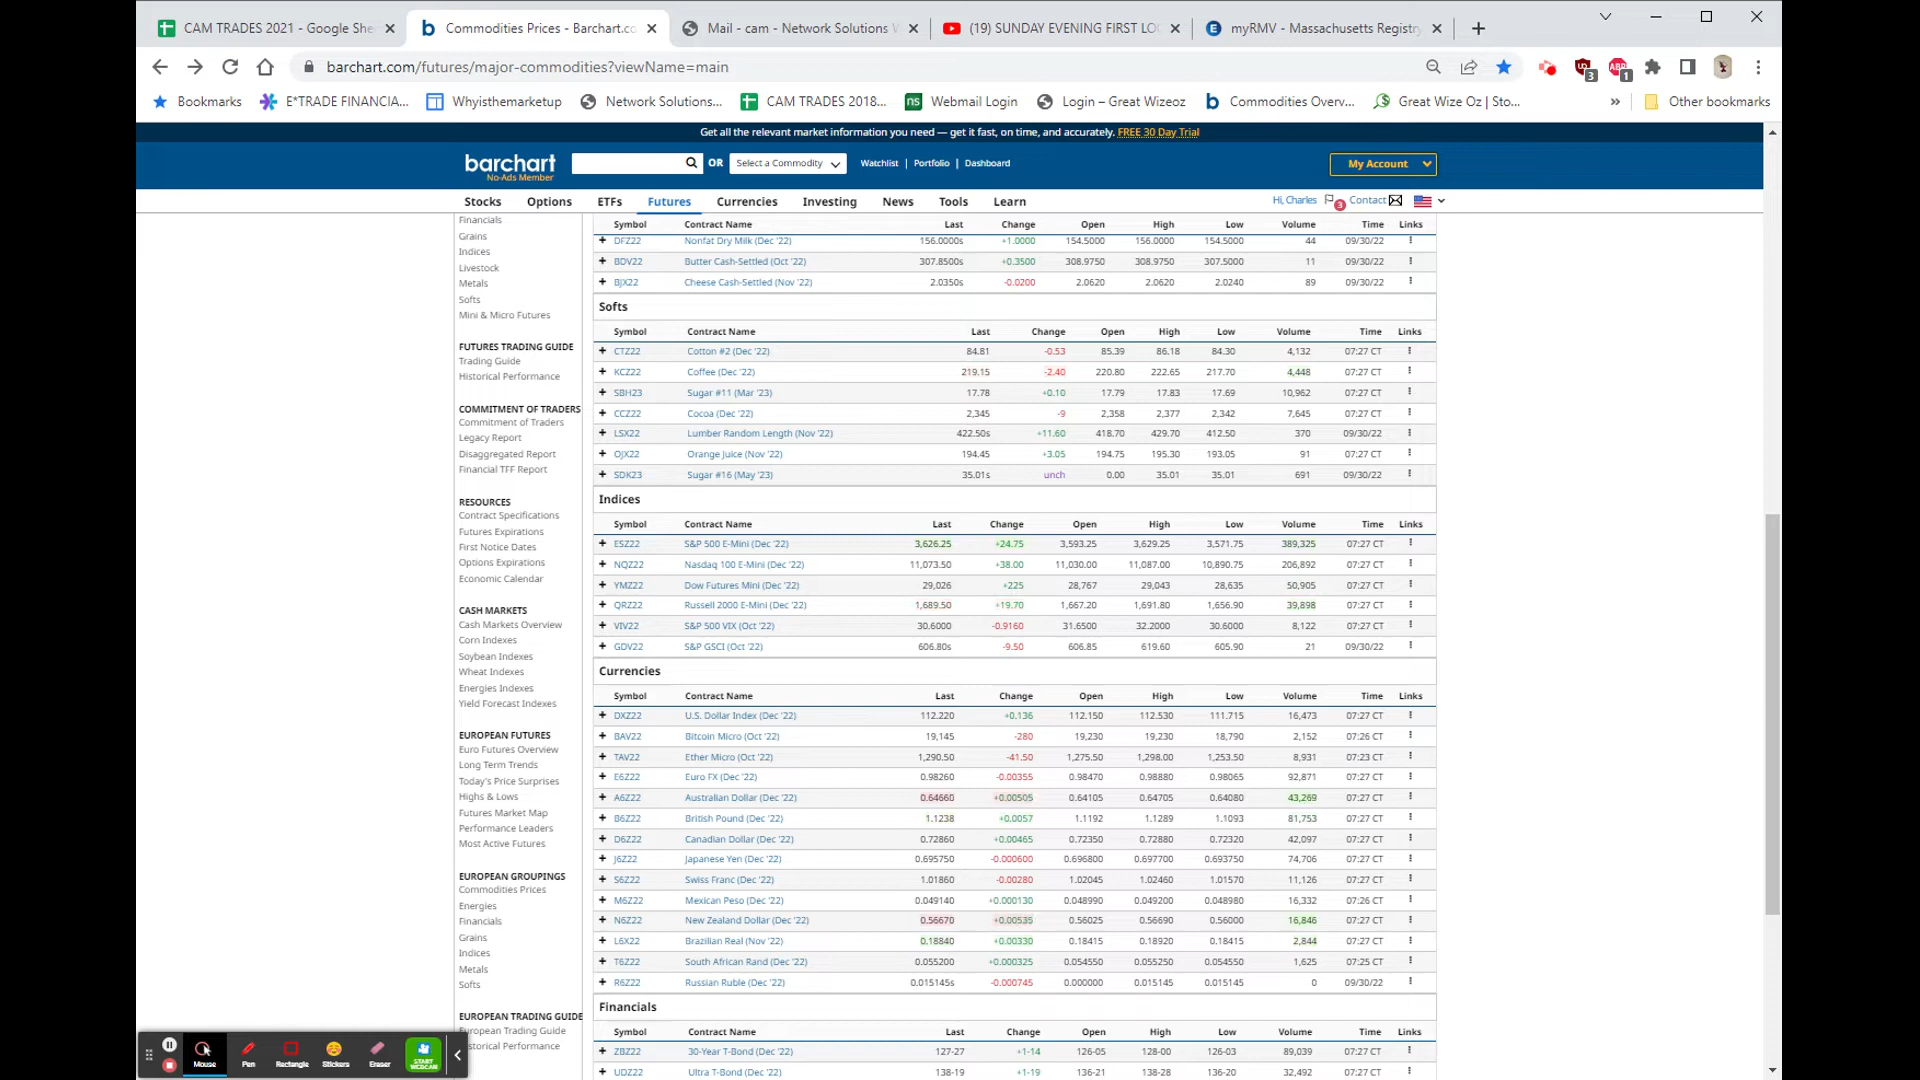 CAM TRADES 2021 - Google She
Commodities Prices - Barchart.co
Mail - cam - Network Solutions W
(19) SUNDAY EVENING FIRST LO
myRMV - Massachusetts Registry
barchart.com/futures/major-commodities?viewName=main
3
ABP
1
Bookmarks
E*TRADE FINANCIA...
Whyisthemarketup
Network Solutions...
CAM TRADES 2018...
Webmail Login
Login – Great Wizeoz
Commodities Overv...
Great Wize Oz | Sto...
Other bookmarks
Get all the relevant market information you need — get it fast, on time, and accurately. FREE 30 Day Trial
barchart
No-Ads Member
OR
Select a Commodity
Watchlist | Portfolio | Dashboard
My Account
Stocks Options ETFs Futures Currencies Investing News Tools Learn
Hi, Charles
3
Contact
Financials
Grains
Indices
Livestock
Metals
Softs
Mini & Micro Futures
FUTURES TRADING GUIDE
Trading Guide
Historical Performance
COMMITMENT OF TRADERS
Commitment of Traders
Legacy Report
Disaggregated Report
Financial TFF Report
RESOURCES
Contract Specifications
Futures Expirations
First Notice Dates
Options Expirations
Economic Calendar
CASH MARKETS
Cash Markets Overview
Corn Indexes
Soybean Indexes
Wheat Indexes
Energies Indexes
Yield Forecast Indexes
EUROPEAN FUTURES
Euro Futures Overview
Long Term Trends
Today's Price Surprises
Highs & Lows
Futures Market Map
Performance Leaders
Most Active Futures
EUROPEAN GROUPINGS
Commodities Prices
Energies
Financials
Grains
Indices
Metals
Softs
EUROPEAN TRADING GUIDE
European Trading Guide
istorical Performance
Symbol Contract Name Last Change Open High Low Volume Time Links
DFZ22 Nonfat Dry Milk (Dec '22) 156.0000s +1.0000 154.5000 156.0000 154.5000 44 09/30/22
BDV22 Butter Cash-Settled (Oct '22) 307.8500s +0.3500 308.9750 308.9750 307.5000 11 09/30/22
BJX22 Cheese Cash-Settled (Nov '22) 2.0350s -0.0200 2.0620 2.0620 2.0240 89 09/30/22
Softs
Symbol Contract Name Last Change Open High Low Volume Time Links
CTZ22 Cotton #2 (Dec '22) 84.81 -0.53 85.39 86.18 84.30 4,132 07:27 CT
KCZ22 Coffee (Dec '22) 219.15 -2.40 220.80 222.65 217.70 4,448 07:27 CT
SBH23 Sugar #11 (Mar '23) 17.78 +0.10 17.79 17.83 17.69 10,962 07:27 CT
CCZ22 Cocoa (Dec '22) 2,345 -9 2,358 2,377 2,342 7,645 07:27 CT
LSX22 Lumber Random Length (Nov '22) 422.50s +11.60 418.70 429.70 412.50 370 09/30/22
OJX22 Orange Juice (Nov '22) 194.45 +3.05 194.75 195.30 193.05 91 07:27 CT
SDK23 Sugar #16 (May '23) 35.01s unch 0.00 35.01 35.01 691 09/30/22
Indices
Symbol Contract Name Last Change Open High Low Volume Time Links
ESZ22 S&P 500 E-Mini (Dec '22) 3,626.25 +24.75 3,593.25 3,629.25 3,571.75 389,325 07:27 CT
NQZ22 Nasdaq 100 E-Mini (Dec '22) 11,073.50 +38.00 11,030.00 11,087.00 10,890.75 206,892 07:27 CT
YMZ22 Dow Futures Mini (Dec '22) 29,026 +225 28,767 29,043 28,635 50,905 07:27 CT
QRZ22 Russell 2000 E-Mini (Dec '22) 1,689.50 +19.70 1,667.20 1,691.80 1,656.90 39,898 07:27 CT
VIV22 S&P 500 VIX (Oct '22) 30.6000 -0.9160 31.6500 32.2000 30.6000 8,122 07:27 CT
GDV22 S&P GSCI (Oct '22) 606.80s -9.50 606.85 619.60 605.90 21 09/30/22
Currencies
Symbol Contract Name Last Change Open High Low Volume Time Links
DXZ22 U.S. Dollar Index (Dec '22) 112.220 +0.136 112.150 112.530 111.715 16,473 07:27 CT
BAV22 Bitcoin Micro (Oct '22) 19,145 -280 19,230 19,230 18,790 2,152 07:26 CT
TAV22 Ether Micro (Oct '22) 1,290.50 -41.50 1,275.50 1,298.00 1,253.50 8,931 07:23 CT
E6Z22 Euro FX (Dec '22) 0.98260 -0.00355 0.98470 0.98880 0.98065 92,871 07:27 CT
A6Z22 Australian Dollar (Dec '22) 0.64660 +0.00505 0.64105 0.64705 0.64080 43,269 07:27 CT
B6Z22 British Pound (Dec '22) 1.1238 +0.0057 1.1192 1.1289 1.1093 81,753 07:27 CT
D6Z22 Canadian Dollar (Dec '22) 0.72860 +0.00465 0.72350 0.72880 0.72320 42,097 07:27 CT
J6Z22 Japanese Yen (Dec '22) 0.695750 -0.000600 0.696800 0.697700 0.693750 74,706 07:27 CT
S6Z22 Swiss Franc (Dec '22) 1.01860 -0.00280 1.02045 1.02460 1.01570 11,126 07:27 CT
M6Z22 Mexican Peso (Dec '22) 0.049140 +0.000130 0.048990 0.049200 0.048980 16,332 07:26 CT
N6Z22 New Zealand Dollar (Dec '22) 0.56670 +0.00535 0.56025 0.56690 0.56000 16,846 07:27 CT
L6X22 Brazilian Real (Nov '22) 0.18840 +0.00330 0.18415 0.18920 0.18415 2,844 07:27 CT
T6Z22 South African Rand (Dec '22) 0.055200 +0.000325 0.054550 0.055250 0.054550 1,625 07:25 CT
R6Z22 Russian Ruble (Dec '22) 0.015145s -0.000745 0.000000 0.015145 0.015145 0 09/30/22
Financials
Symbol Contract Name Last Change Open High Low Volume Time Links
ZBZ22 30-Year T-Bond (Dec '22) 127-27 +1-14 126-05 128-00 126-03 89,039 07:27 CT
UDZ22 Ultra T-Bond (Dec '22) 138-19 +1-19 136-21 138-28 136-20 32,492 07:27 CT
Mouse Pen Rectangle Stickers Eraser START WEBCAM